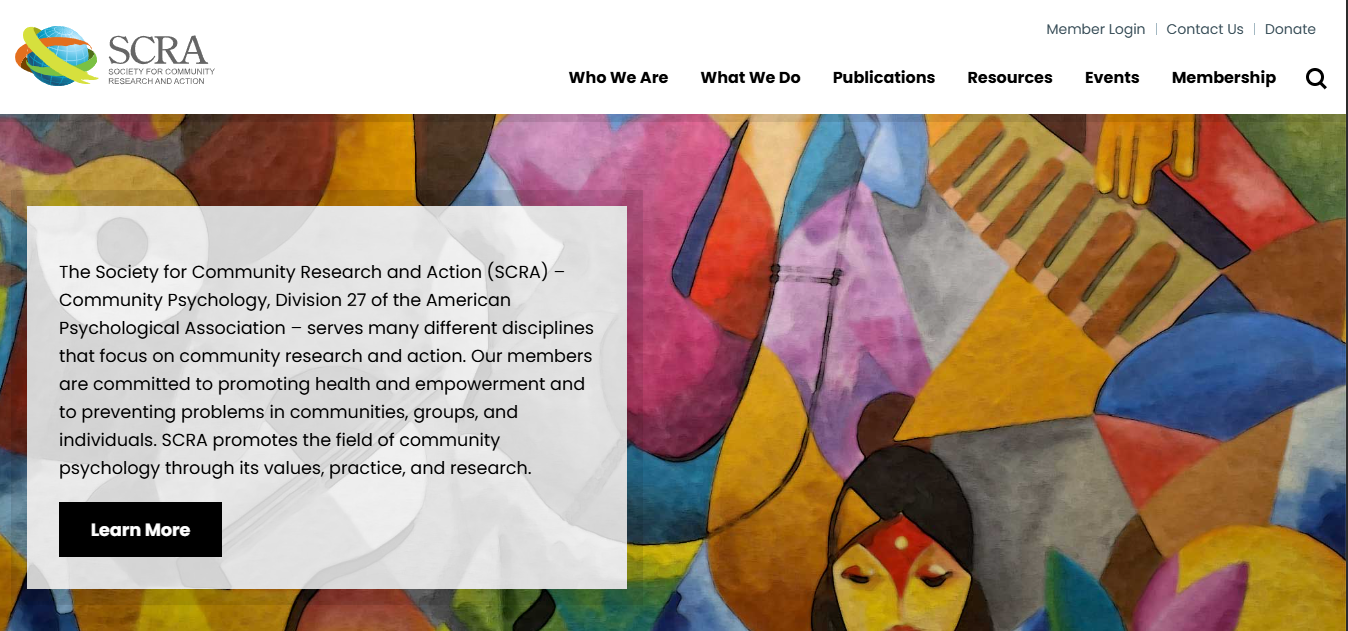 Member Login
Contact Us
Donate
SCRA
SOCIETY FOR COMMUNITY
RESEARCH AND ACTION
Who We Are
What We Do
Publications
Resources
Events
Membership
The Society for Community Research and Action (SCRA) –
Community Psychology, Division 27 of the American
Psychological Association – serves many different disciplines
that focus on community research and action. Our members
are committed to promoting health and empowerment and
to preventing problems in communities, groups, and
individuals. SCRA promotes the field of community
psychology through its values, practice, and research.
Learn More